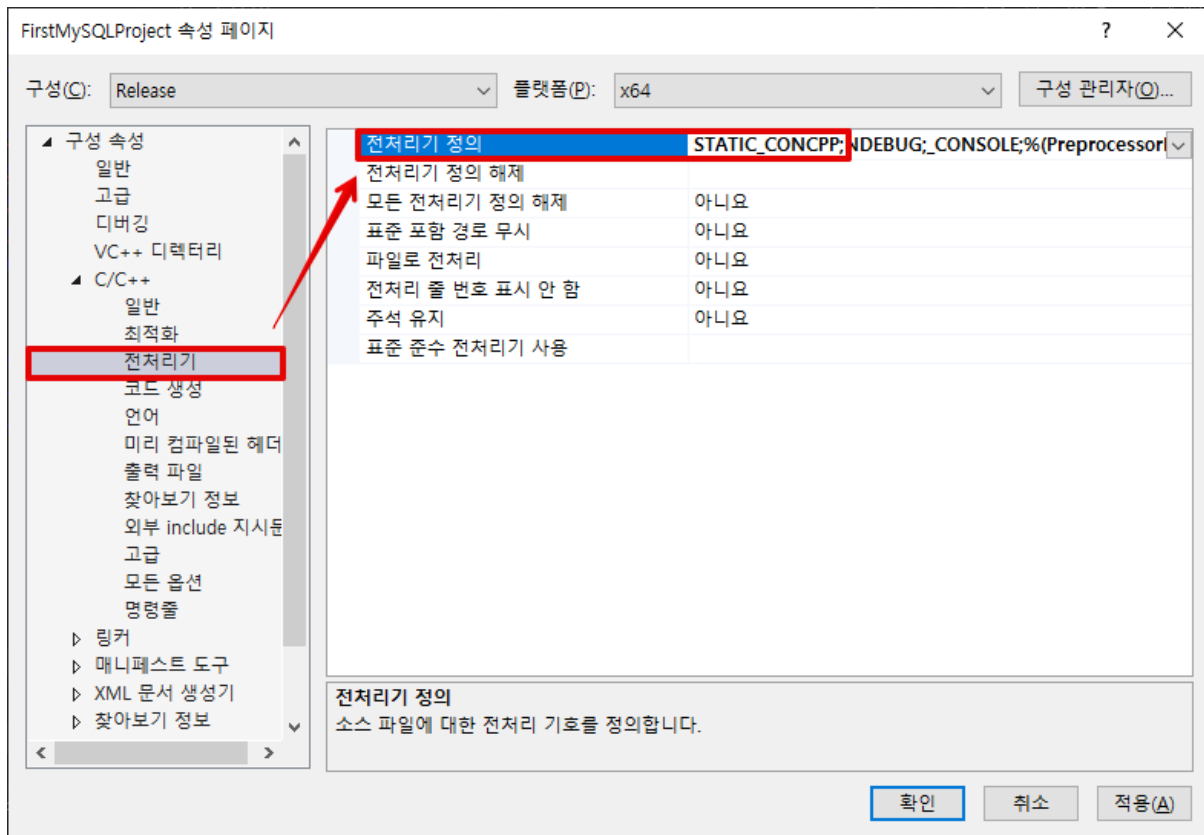 FirstMySQLProject 속성 페이지
?
구성(C): Release 플랫폼(P): x64 구성 관리자(O)...
구성 속성
일반
고급
디버깅
VC++ 디렉터리
C/C++
일반
최적화
전처리기
코드 생성
언어
미리 컴파일된 헤더
출력 파일
찾아보기 정보
외부 include 지시문
고급
모든 옵션
명령줄
링커
매니페스트 도구
XML 문서 생성기
찾아보기 정보
전처리기 정의 STATIC_CONCPP;NDEBUG;_CONSOLE;%(Preprocessor
전처리기 정의 해제
모든 전처리기 정의 해제 아니요
표준 포함 경로 무시 아니요
파일로 전처리 아니요
전처리 줄 번호 표시 안 함 아니요
주석 유지 아니요
표준 준수 전처리기 사용
전처리기 정의
소스 파일에 대한 전처리 기호를 정의합니다.
확인 취소 적용(A)